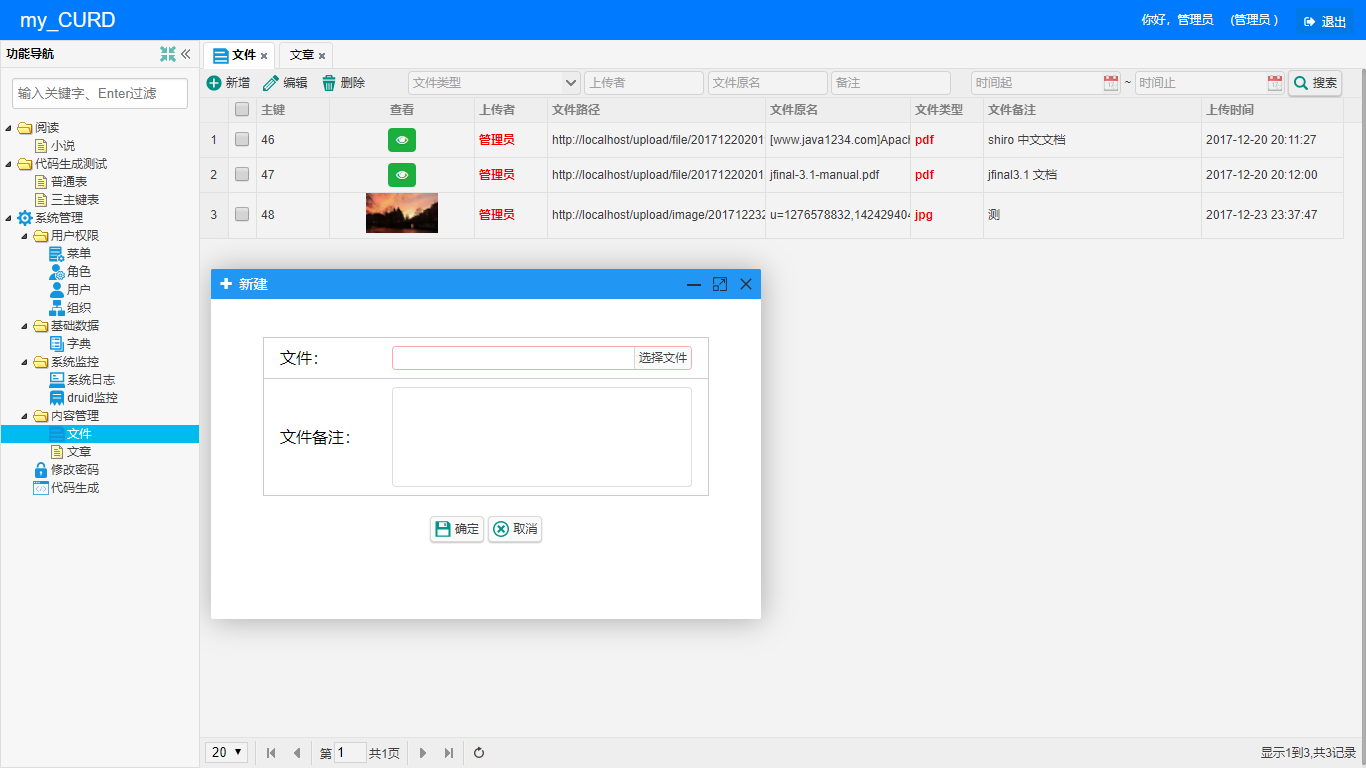 my_CURD
你好，管理员 (管理员 ) 退出
功能导航
文件 文章
新增 编辑 删除 文件类型 上传者 文件原名 备注 时间起 ~ 时间止 搜索
输入关键字、Enter过滤
阅读
小说
代码生成测试
普通表
三主键表
系统管理
用户权限
菜单
角色
用户
组织
基础数据
字典
系统监控
系统日志
druid监控
内容管理
文件
文章
修改密码
代码生成
主键 查看 上传者 文件路径 文件原名 文件类型 文件备注 上传时间
1 46 管理员 http://localhost/upload/file/201712202011 [www.java1234.com]Apach pdf shiro 中文文档 2017-12-20 20:11:27
2 47 管理员 http://localhost/upload/file/201712202011 jfinal-3.1-manual.pdf pdf jfinal3.1 文档 2017-12-20 20:12:00
3 48 管理员 http://localhost/upload/image/201712232 u=1276578832,142429404 jpg 测 2017-12-23 23:37:47
新建
文件：
选择文件
文件备注：
确定 取消
20 第 1 共1页 显示1到3,共3记录